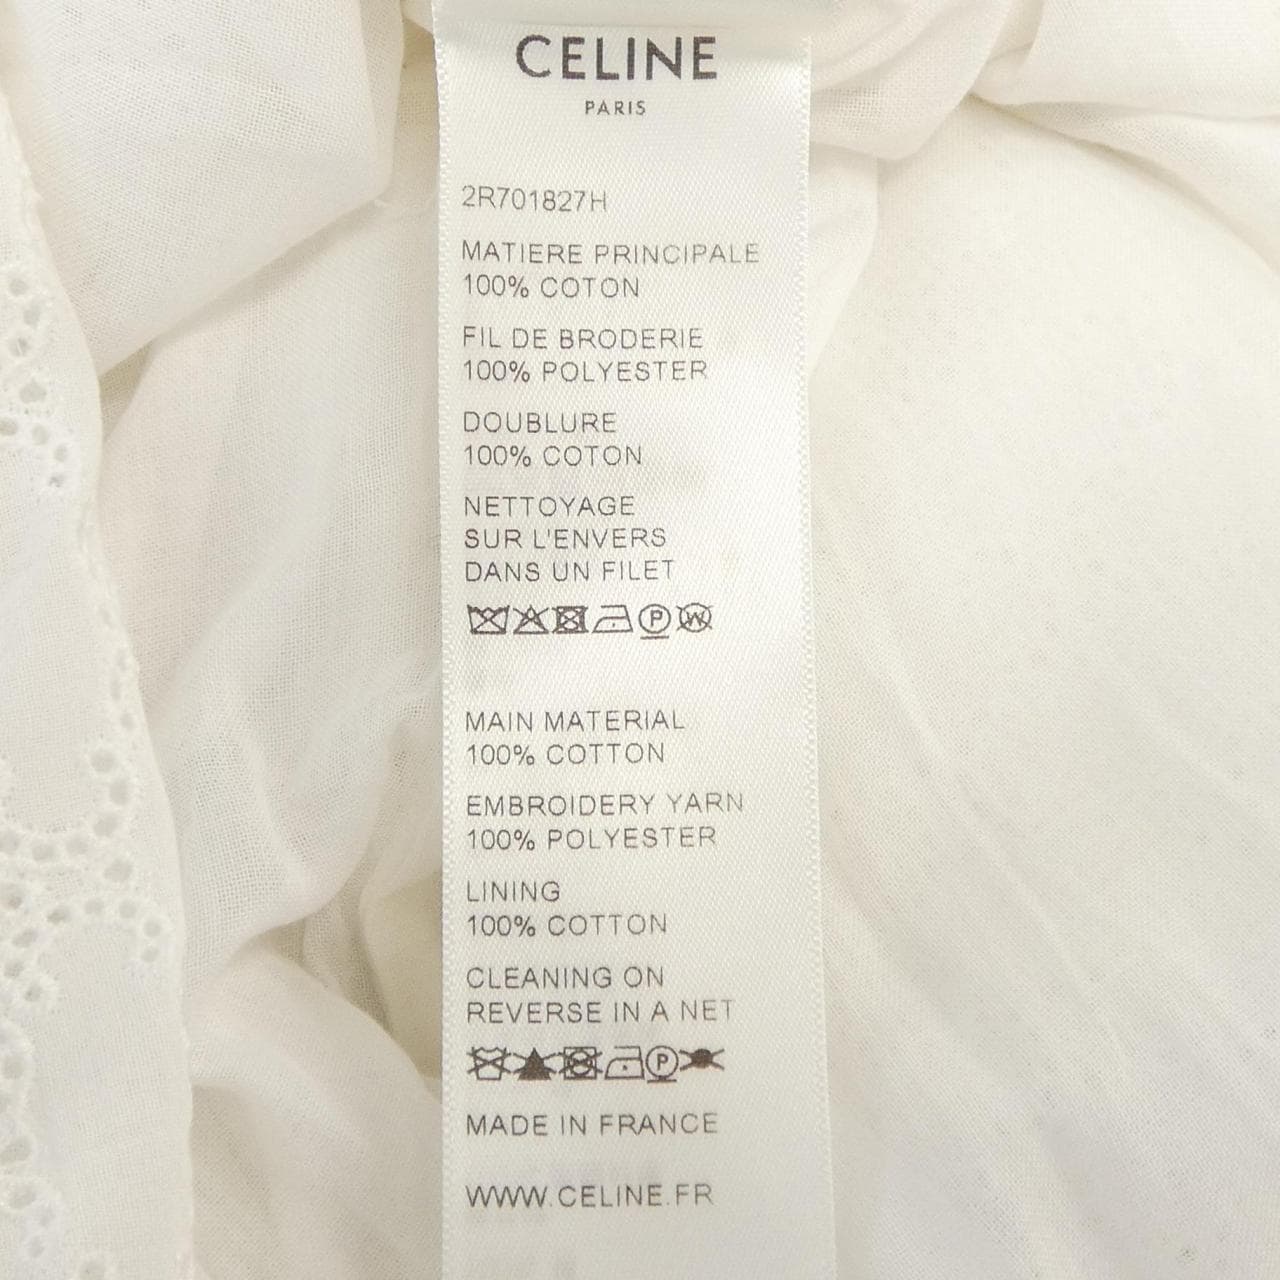 CELINE
PARIS
2R701827H
MATIERE PRINCIPALE
100% COTON
FIL DE BRODERIE
100% POLYESTER
DOUBLURE
100% COTON
NETTOYAGE
SUR L'ENVERS
DANS UN FILET
P W
MAIN MATERIAL
100% COTTON
EMBROIDERY YARN
100% POLYESTER
LINING
100% COTTON
CLEANING ON
REVERSE IN A NET
P
MADE IN FRANCE
WWW.CELINE.FR